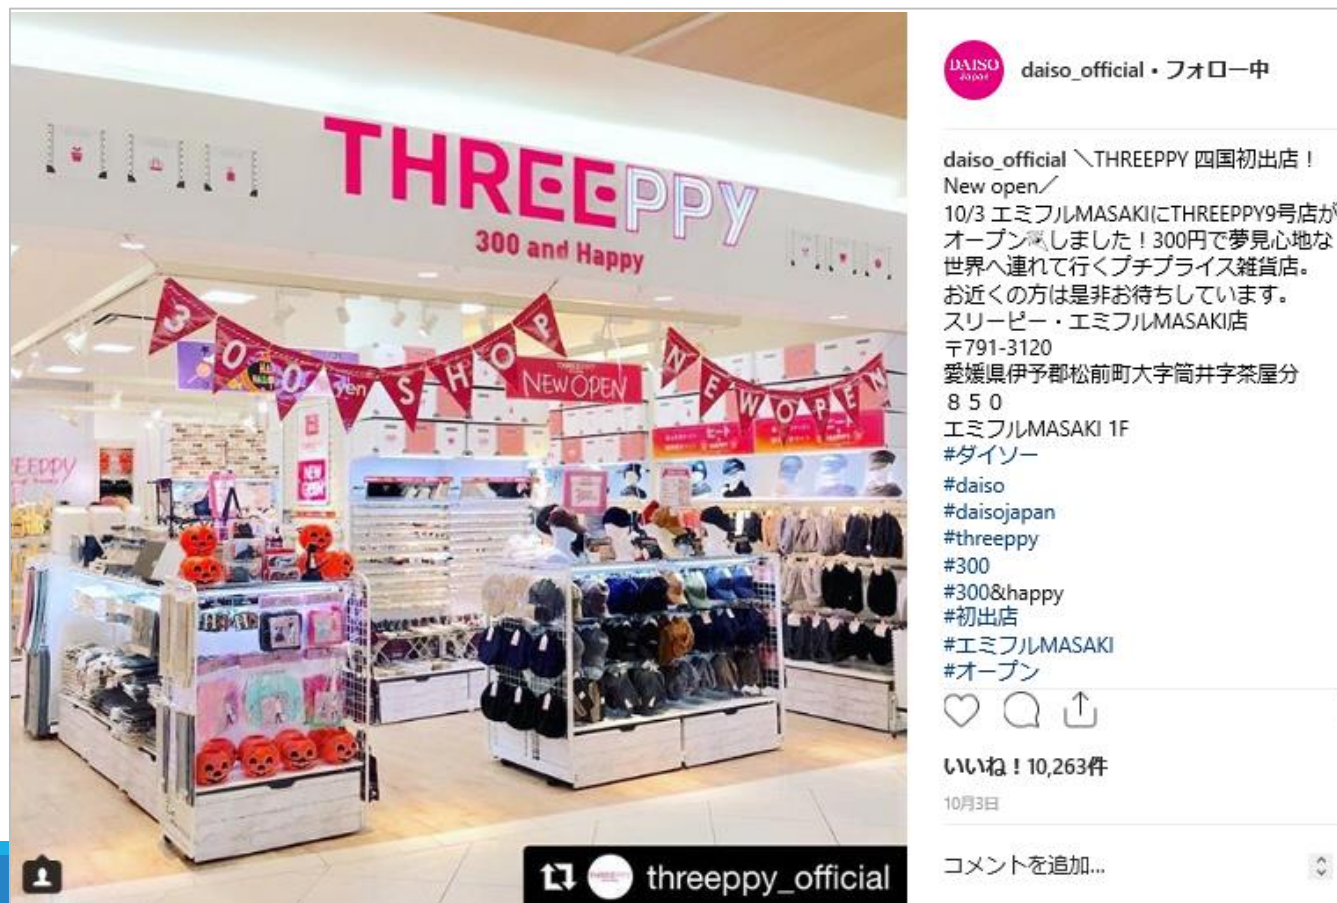 THREEPPY
300 and Happy
300 yen SHOP
NEW OPEN
NEW OPEN
NEW OPEN
threeppy_official
DAISO
Japan
daiso_official • フォロー中
daiso_official ＼THREEPPY 四国初出店！
New open／
10/3 エミフルMASAKIにTHREEPPY9号店が
オープンしました！300円で夢見心地な
世界へ連れて行くプチプライス雑貨店。
お近くの方は是非お待ちしています。
スリーピー・エミフルMASAKI店
〒791-3120
愛媛県伊予郡松前町大字筒井字茶屋分
８５０
エミフルMASAKI 1F
#ダイソー
#daiso
#daisojapan
#threeppy
#300
#300&happy
#初出店
#エミフルMASAKI
#オープン
いいね！10,263件
10月3日
コメントを追加...